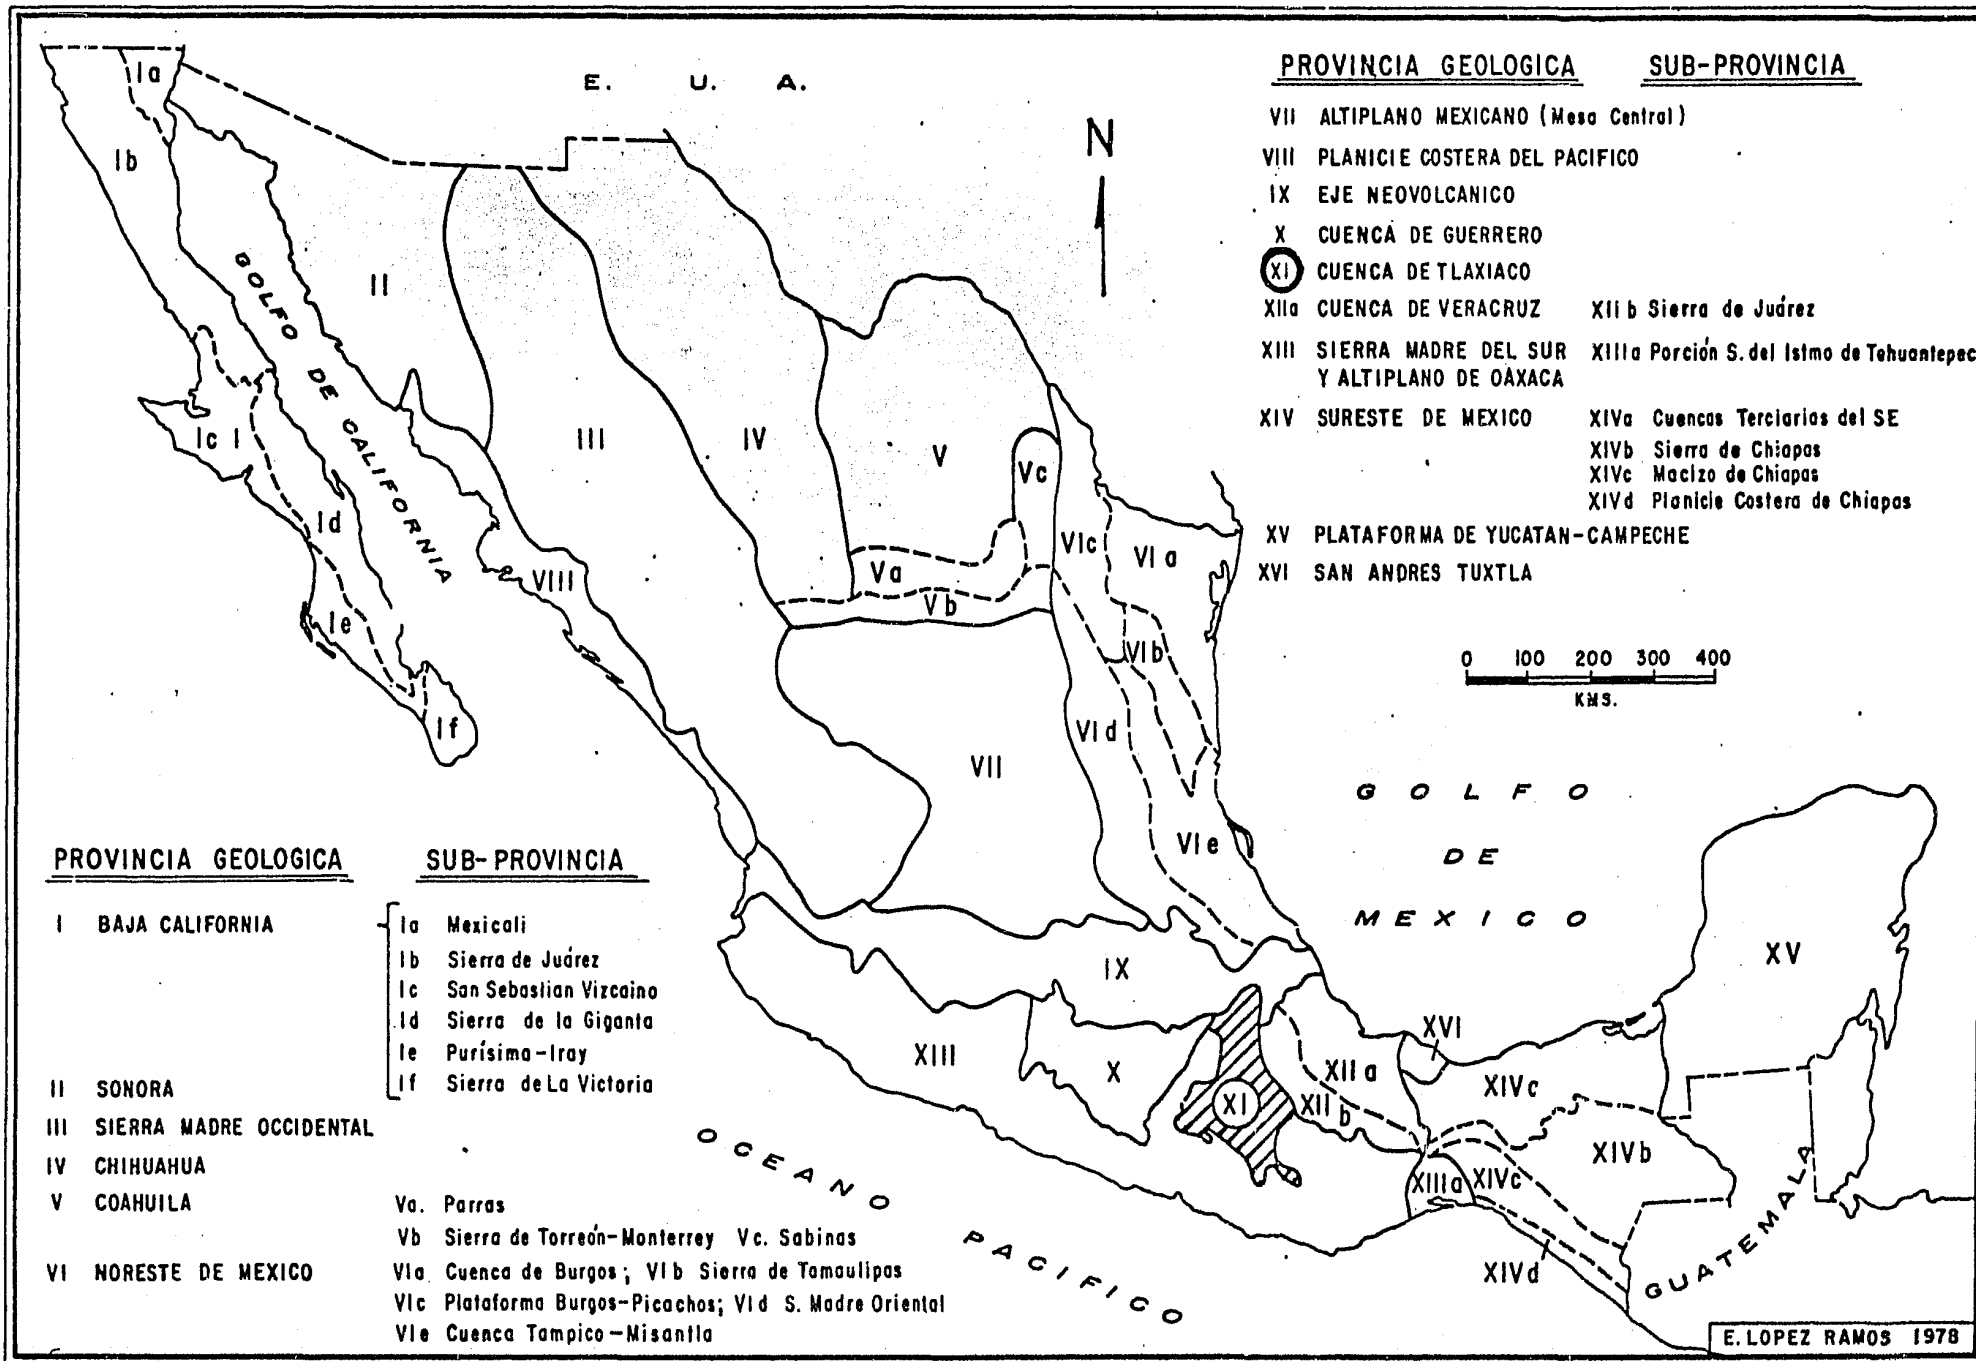 E. U. A.
N
PROVINCIA GEOLOGICA SUB-PROVINCIA
VII ALTIPLANO MEXICANO (Mesa Central)
VIII PLANICIE COSTERA DEL PACIFICO
IX EJE NEOVOLCANICO
X CUENCA DE GUERRERO
XI CUENCA DE TLAXIACO
XIIa CUENCA DE VERACRUZ XII b Sierra de Juárez
XIII SIERRA MADRE DEL SUR XIIIa Porción S. del Istmo de Tehuantepec
Y ALTIPLANO DE OAXACA
XIV SURESTE DE MEXICO XIVa Cuencas Terciarias del SE
XIVb Sierra de Chiapas
XIVc Macizo de Chiapas
XIVd Planicie Costera de Chiapas
XV PLATAFORMA DE YUCATAN-CAMPECHE
XVI SAN ANDRES TUXTLA
0 100 200 300 400
KMS.
Ia
Ib
II
GOLFO DE CALIFORNIA
Ic I
III
IV
V
Vc
Id
VIc
VI a
VIII
Va
Vb
Ie
VIb
If
VId
VII
VIe
GOLFO
DE
MEXICO
XV
IX
XIII
X
XI
XII a
XII b
XVI
XIVc
XIVb
XIIIa
XIVc
XIVd
GUATEMALA
OCEANO PACIFICO
PROVINCIA GEOLOGICA SUB-PROVINCIA
I BAJA CALIFORNIA Ia Mexicali
Ib Sierra de Juárez
Ic San Sebastian Vizcaino
Id Sierra de la Giganta
Ie Purísima-Iray
II SONORA If Sierra de La Victoria
III SIERRA MADRE OCCIDENTAL
IV CHIHUAHUA
V COAHUILA Va. Parras
Vb Sierra de Torreón-Monterrey Vc. Sabinas
VI NORESTE DE MEXICO VIa Cuenca de Burgos; VIb Sierra de Tamaulipas
VIc Plataforma Burgos-Picachos; VId S. Madre Oriental
VIe Cuenca Tampico-Misantla
E. LOPEZ RAMOS 1978